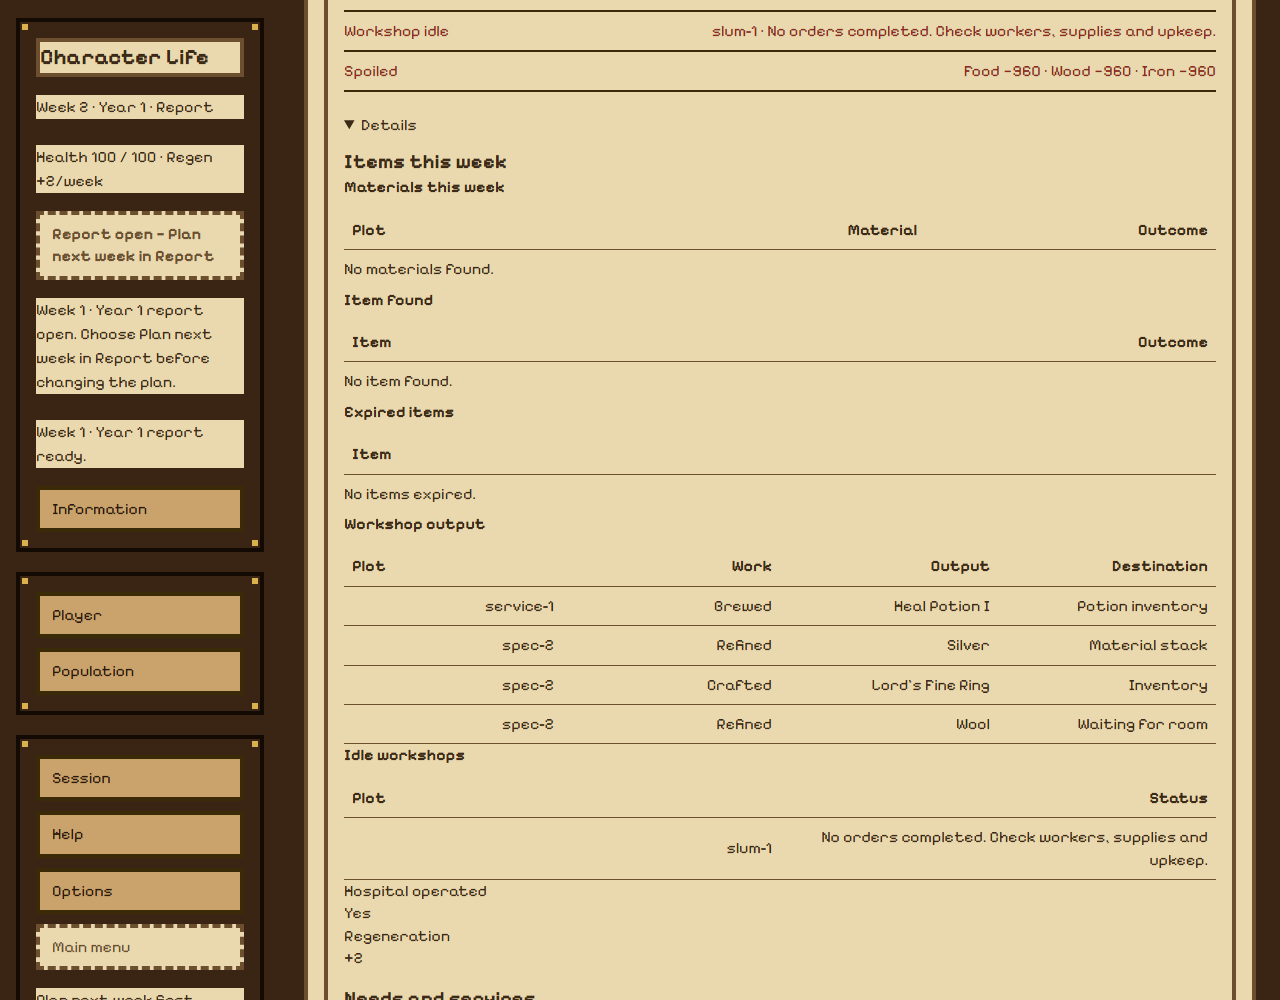 Character Life
Week 2 · Year 1 · Report
Health 100 / 100 · Regen
+2/week
Report open – Plan
next week in Report
Week 1 · Year 1 report
open. Choose Plan next
week in Report before
changing the plan.
Week 1 · Year 1 report
ready.
Information
Player
Population
Session
Help
Options
Main menu
Plan next week first
Workshop idle
slum-1 · No orders completed. Check workers, supplies and upkeep.
Spoiled
Food -960 · Wood -960 · Iron -960
▼ Details
Items this week
Materials this week
Plot Material Outcome
No materials found.
Item found
Item Outcome
No item found.
Expired items
Item
No items expired.
Workshop output
Plot Work Output Destination
service-1 Brewed Heal Potion I Potion inventory
spec-2 Refined Silver Material stack
spec-2 Crafted Lord's Fine Ring Inventory
spec-2 Refined Wool Waiting for room
Idle workshops
Plot Status
slum-1 No orders completed. Check workers, supplies and
upkeep.
Hospital operated
Yes
Regeneration
+2
Needs and services